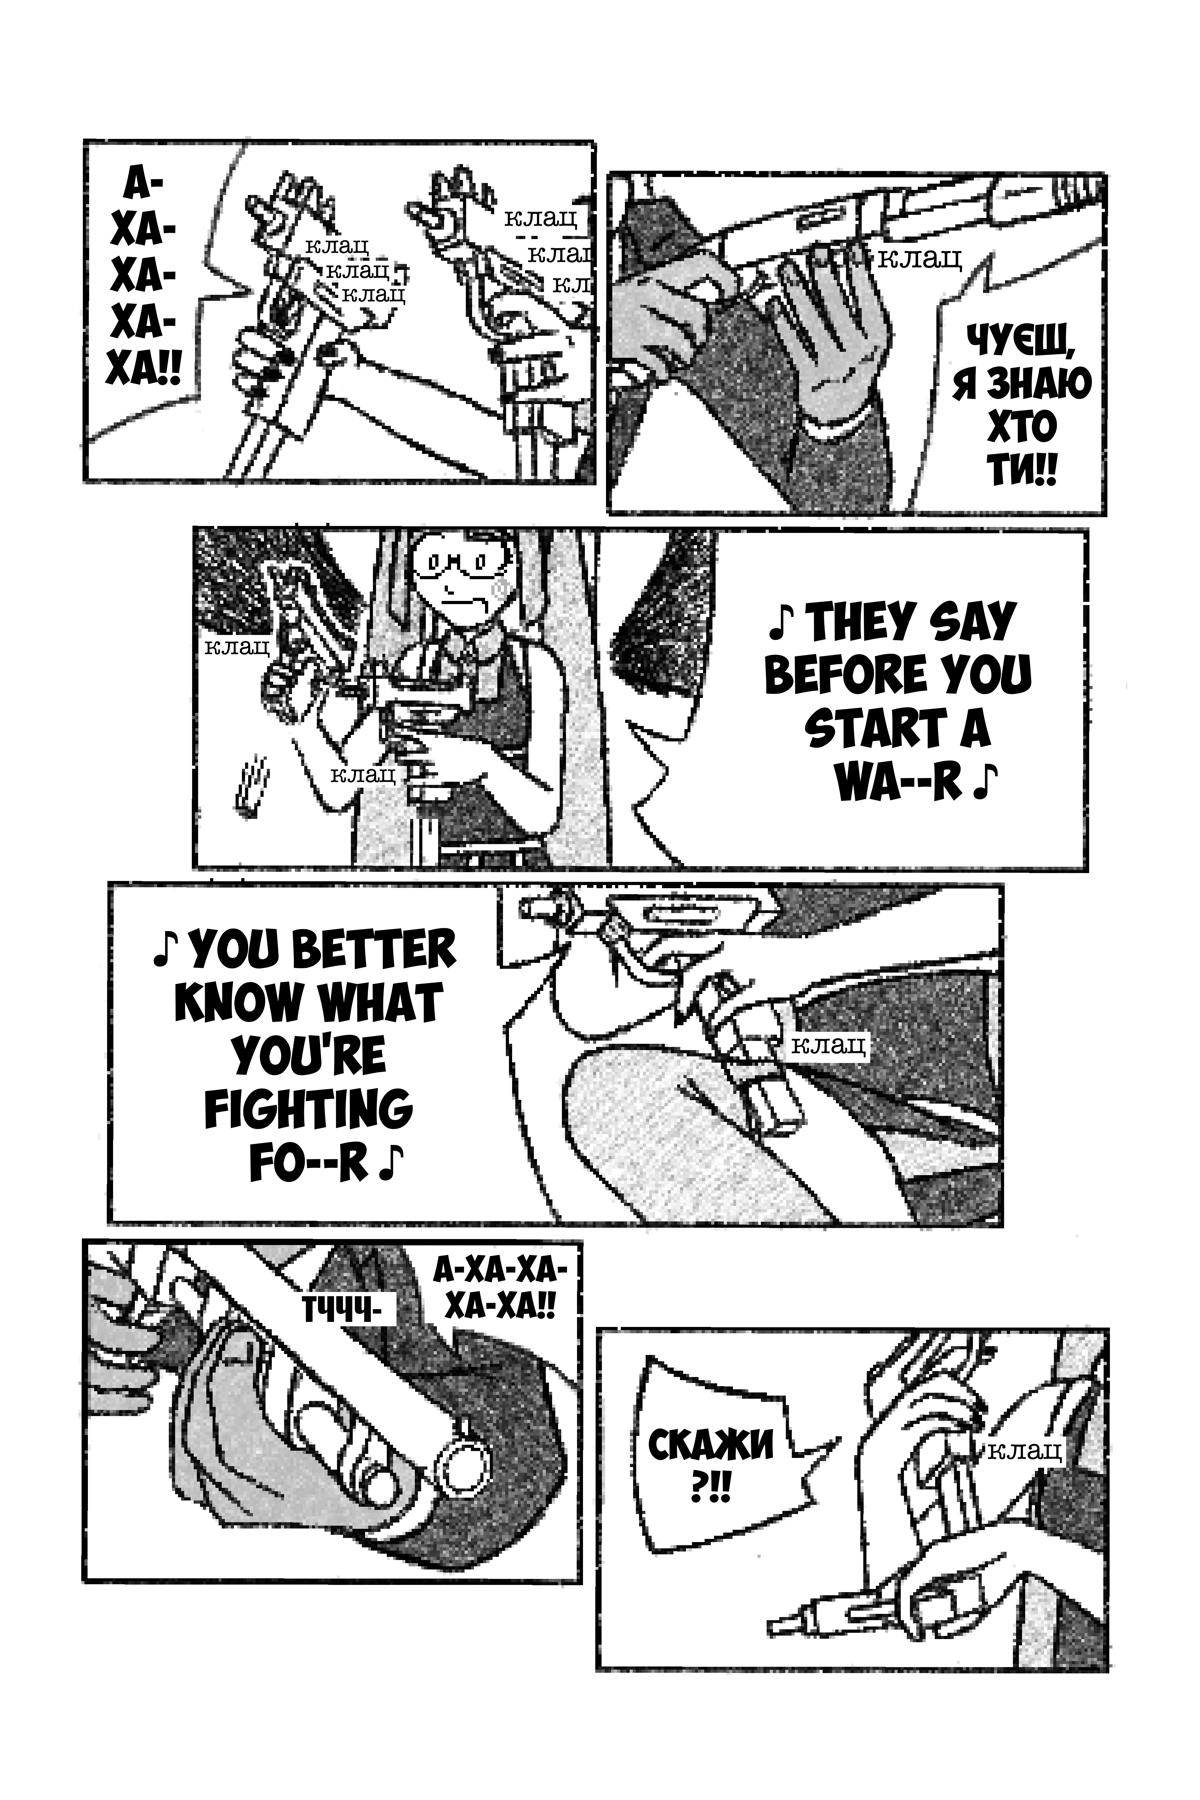 А-
ХА-
ХА-
ХА-
ХА!!
клац
клац
клац
клац
клац
кл
клац
ЧУЄШ,
Я ЗНАЮ
ХТО
ТИ!!
клац
клац
♪ THEY SAY
BEFORE YOU
START A
WA--R ♪
♪ YOU BETTER
KNOW WHAT
YOU'RE
FIGHTING
FO--R ♪
клац
ТЧЧЧ-
А-ХА-ХА-
ХА-ХА!!
СКАЖИ
?!!
клац